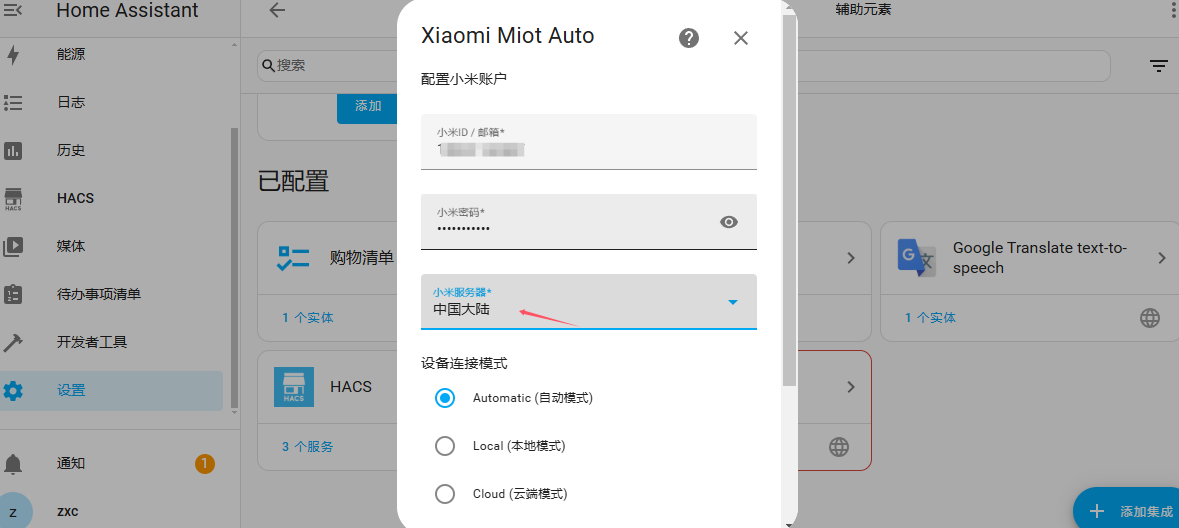 Home Assistant
能源
日志
历史
HACS
HACS
媒体
待办事项清单
开发者工具
设置
通知
1
z
zxc
辅助元素
搜索
添加
已配置
购物清单
1 个实体
HACS
HACS
3 个服务
Google Translate text-to-
speech
G 文
1 个实体
添加集成
Xiaomi Miot Auto
配置小米账户
小米ID / 邮箱*
小米密码*
•••••••••••
小米服务器*
中国大陆
设备连接模式
Automatic (自动模式)
Local (本地模式)
Cloud (云端模式)